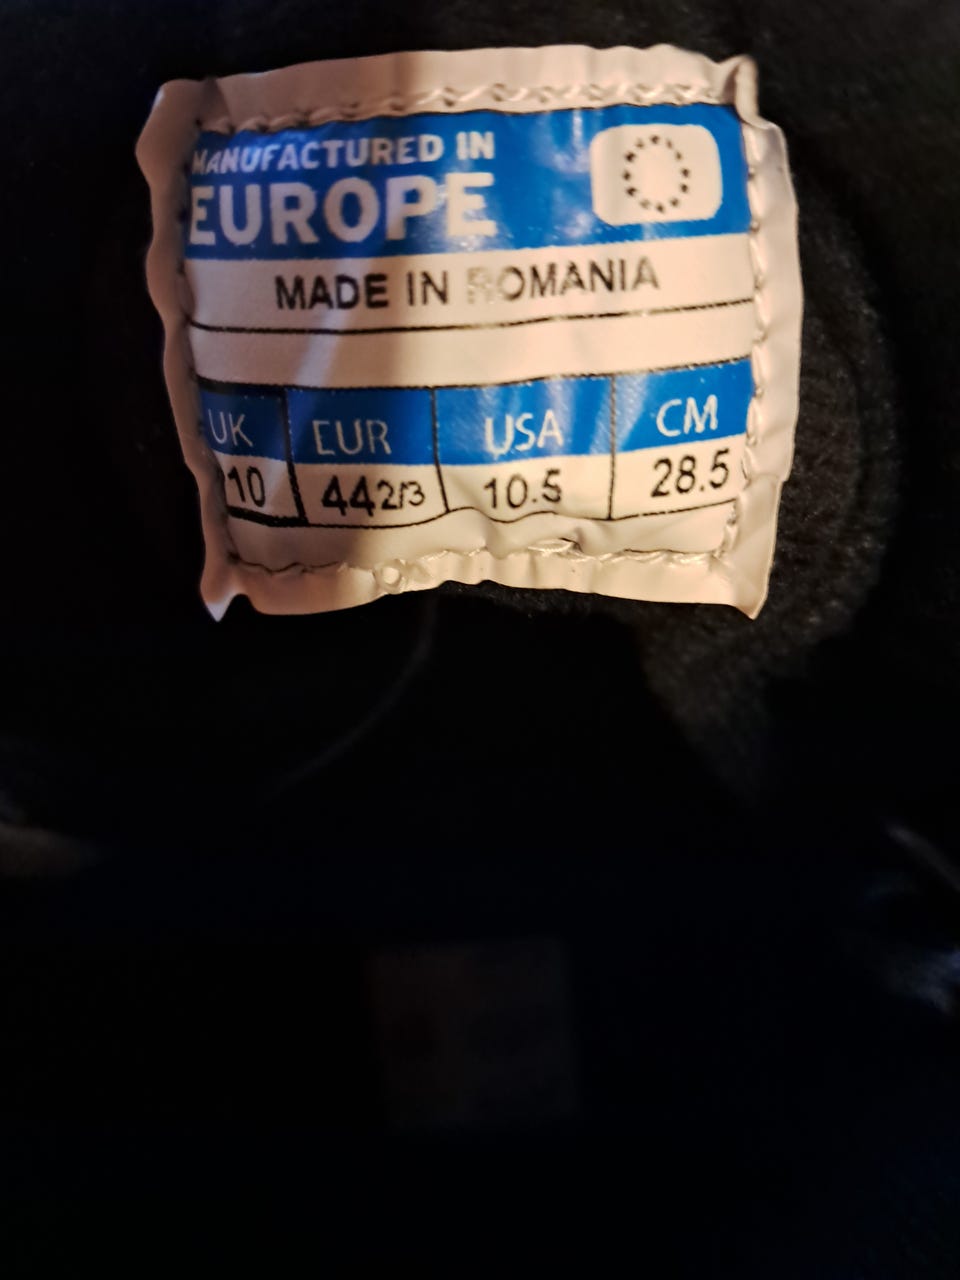 MANUFACTURED IN
EUROPE
MADE IN ROMANIA
UK EUR USA CM
10 44 2/3 10.5 28.5